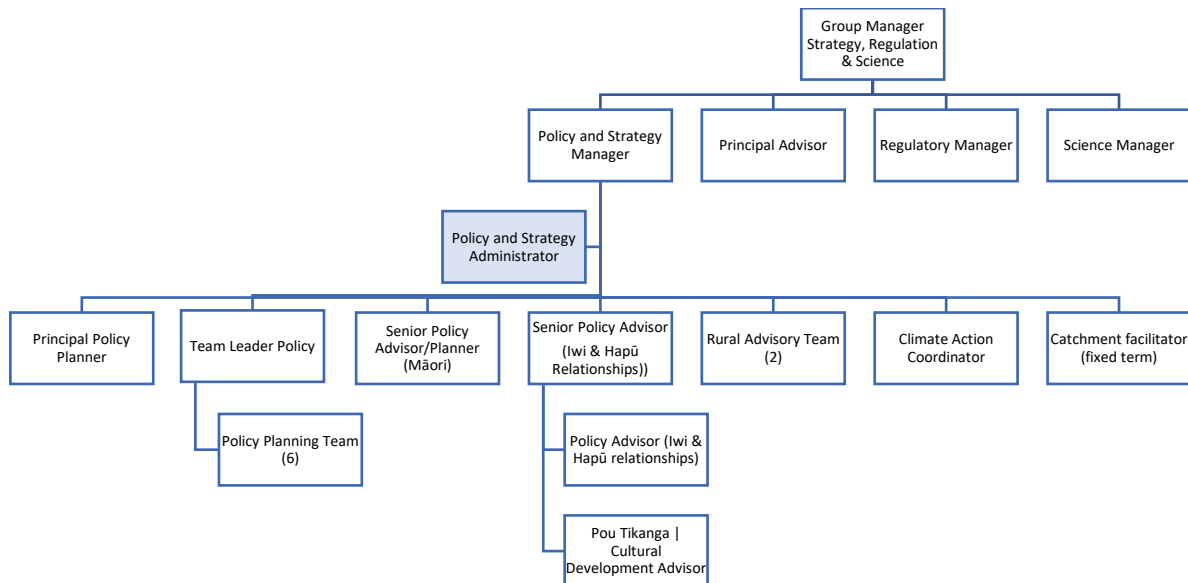 Group Manager
Strategy, Regulation
& Science
Policy and Strategy
Manager
Principal Advisor
Regulatory Manager
Science Manager
Policy and Strategy
Administrator
Principal Policy
Planner
Team Leader Policy
Senior Policy
Advisor/Planner
(Māori)
Senior Policy Advisor
(Iwi & Hapū
Relationships))
Rural Advisory Team
(2)
Climate Action
Coordinator
Catchment facilitator
(fixed term)
Policy Planning Team
(6)
Policy Advisor (Iwi &
Hapū relationships)
Pou Tikanga | 
Cultural
Development Advisor